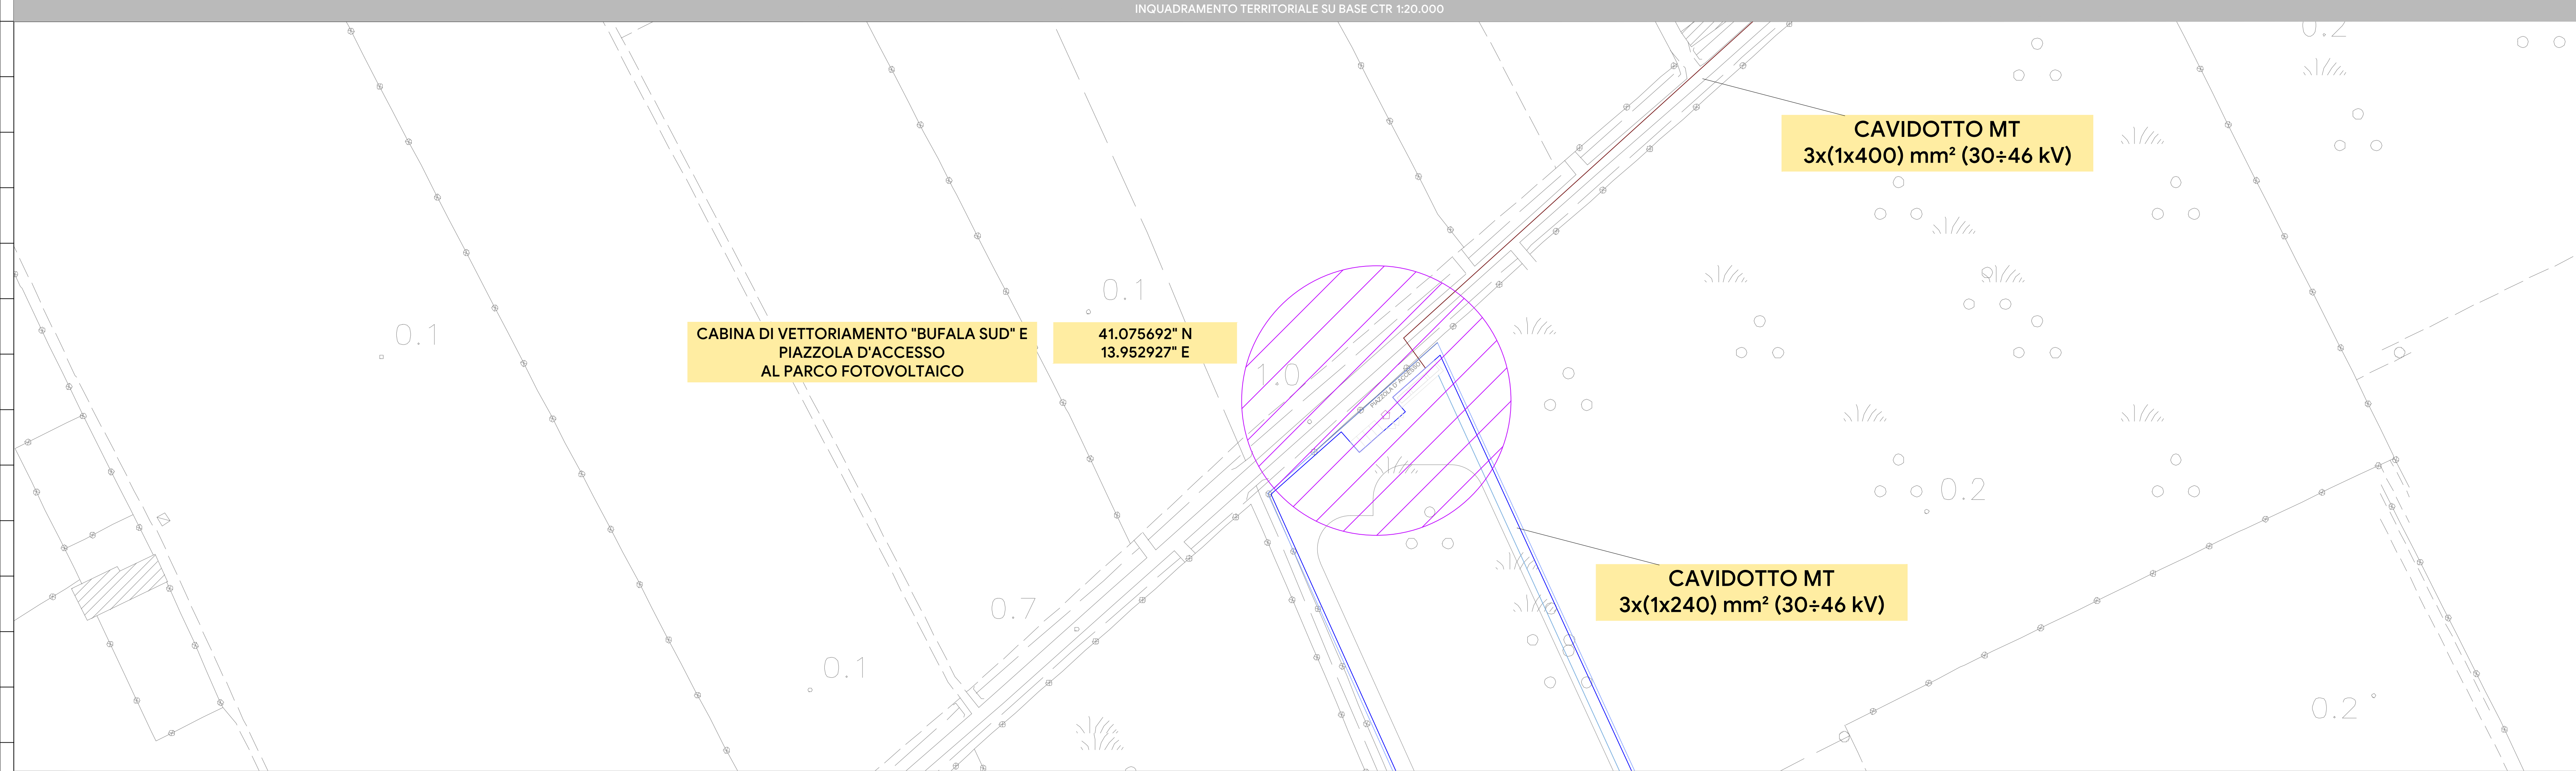 INQUADRAMENTO TERRITORIALE SU BASE CTR 1:20.000
0.2
CAVIDOTTO MT
3x(1x400) mm² (30÷46 kV)
0.1
0.1
CABINA DI VETTORIAMENTO "BUFALA SUD" E
PIAZZOLA D'ACCESSO
AL PARCO FOTOVOLTAICO
41.075692" N
13.952927" E
1.0
PIAZZOLA D'ACCESSO
0.2
CAVIDOTTO MT
3x(1x240) mm² (30÷46 kV)
0.7
0.1
0.2